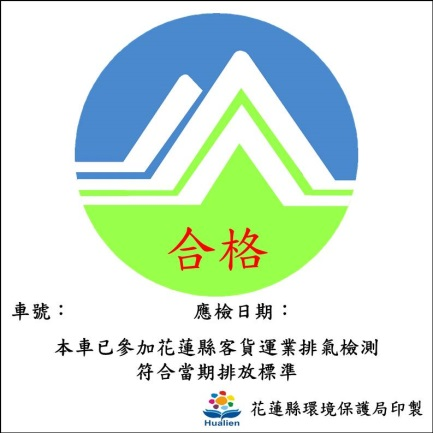 合格
車號： 應檢日期：
本車已參加花蓮縣客貨運業排氣檢測
符合當期排放標準
Hualien 花蓮縣環境保護局印製